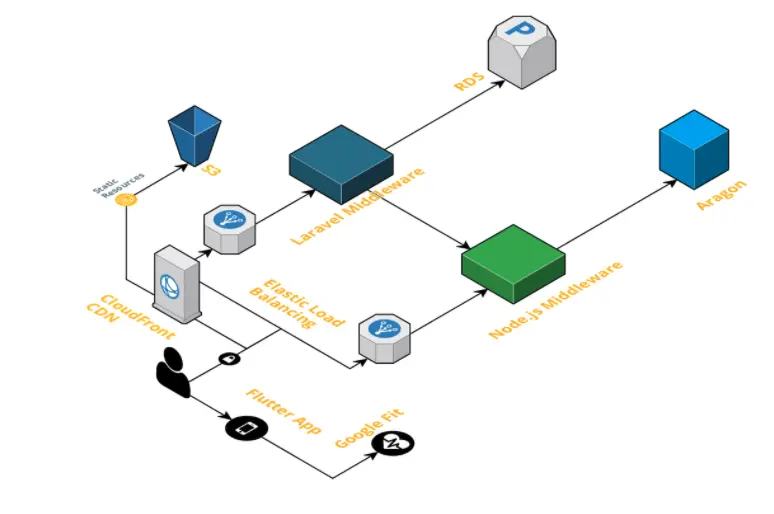 P
RDS
Static
Resources
S3
Laravel Middleware
Aragon
CloudFront
CDN
Elastic Load
Balancing
Node.js Middleware
Flutter App
Google Fit